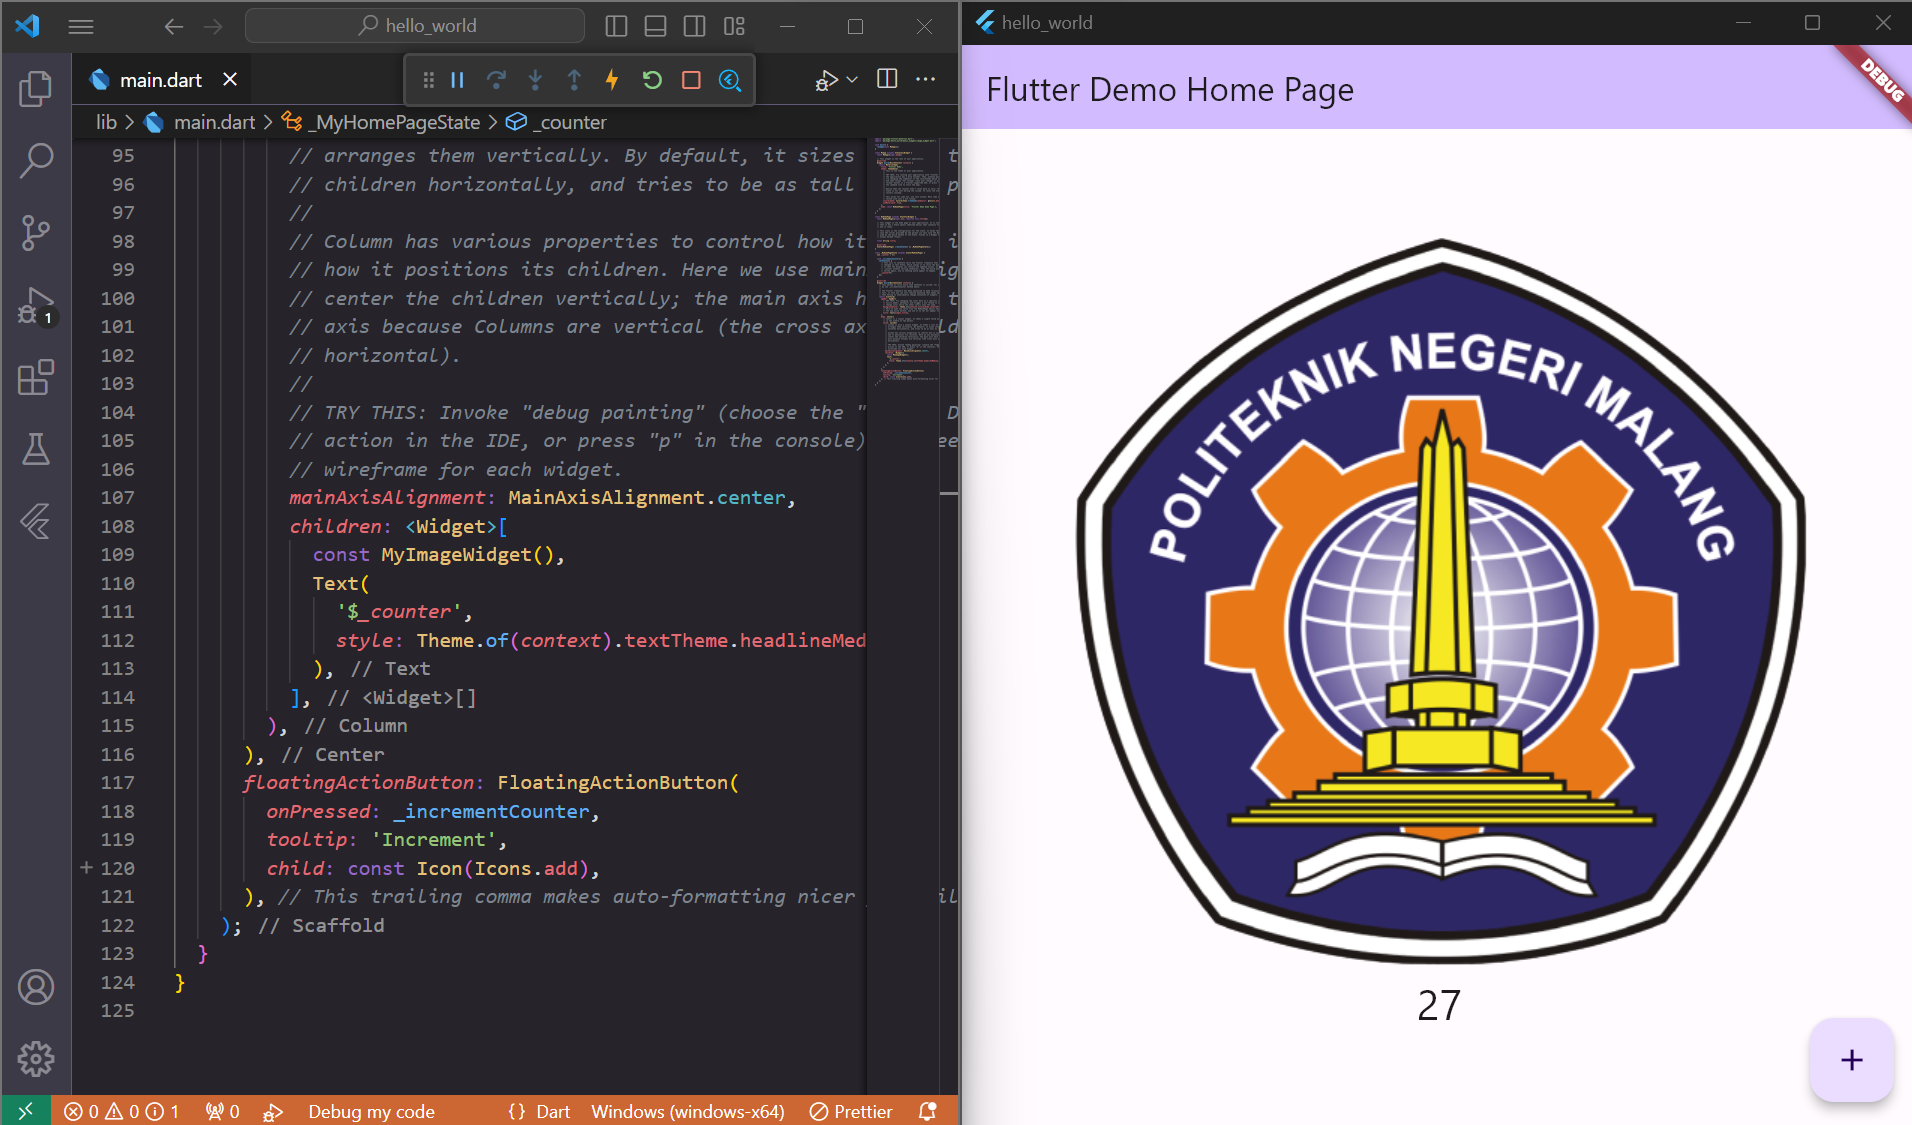 hello_world
main.dart
lib > main.dart > _MyHomePageState > _counter
95 // arranges them vertically. By default, it sizes t
96 // children horizontally, and tries to be as tall p
97 //
98 // Column has various properties to control how it i
99 // how it positions its children. Here we use main ig
100 // center the children vertically; the main axis h t
101 // axis because Columns are vertical (the cross ax ld
102 // horizontal).
103 //
104 // TRY THIS: Invoke "debug painting" (choose the " D
105 // action in the IDE, or press "p" in the console) ee
106 // wireframe for each widget.
107 mainAxisAlignment: MainAxisAlignment.center,
108 children: <Widget>[
109 const MyImageWidget(),
110 Text(
111 '$_counter',
112 style: Theme.of(context).textTheme.headlineMed
113 ), // Text
114 ], // <Widget>[]
115 ), // Column
116 ), // Center
117 floatingActionButton: FloatingActionButton(
118 onPressed: _incrementCounter,
119 tooltip: 'Increment',
120 child: const Icon(Icons.add),
121 ), // This trailing comma makes auto-formatting nicer il
122 ); // Scaffold
123 }
124 }
125
1
0 0 1 0 Debug my code {} Dart Windows (windows-x64) Prettier
hello_world
Flutter Demo Home Page
DEBUG
POLITEKNIK NEGERI MALANG
27
+